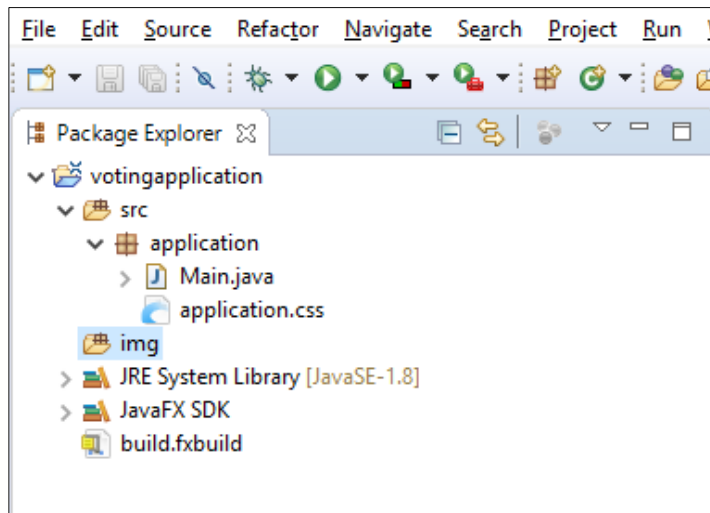 File Edit Source Refactor Navigate Search Project Run
Package Explorer
votingapplication
src
application
Main.java
application.css
img
JRE System Library [JavaSE-1.8]
JavaFX SDK
build.fxbuild